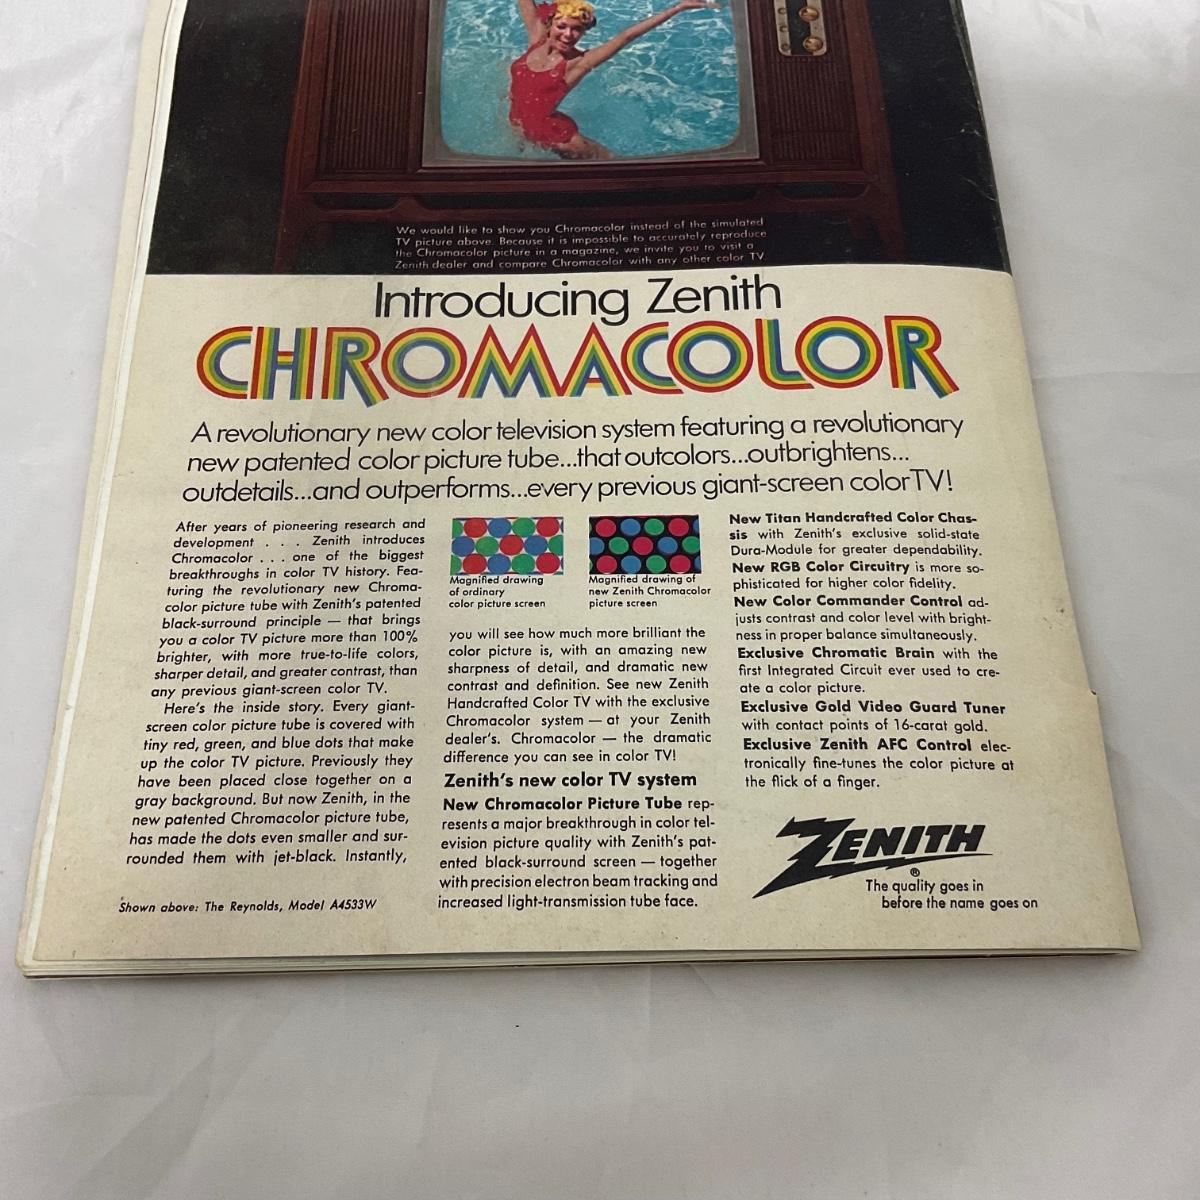 We would like to show you Chromacolor instead of the simulated
TV picture above. Because it is impossible to accurately reproduce
the Chromacolor picture in a magazine, we invite you to visit a
Zenith dealer and compare Chromacolor with any other color TV.
Introducing Zenith
CHROMACOLOR
A revolutionary new color television system featuring a revolutionary
new patented color picture tube...that outcolors...outbrightens...
outdetails...and outperforms...every previous giant-screen color TV!
After years of pioneering research and
development . . . Zenith introduces
Chromacolor . . . one of the biggest
breakthroughs in color TV history. Fea-
turing the revolutionary new Chroma-
color picture tube with Zenith's patented
black-surround principle — that brings
you a color TV picture more than 100%
brighter, with more true-to-life colors,
sharper detail, and greater contrast, than
any previous giant-screen color TV.
Here's the inside story. Every giant-
screen color picture tube is covered with
tiny red, green, and blue dots that make
up the color TV picture. Previously they
have been placed close together on a
gray background. But now Zenith, in the
new patented Chromacolor picture tube,
has made the dots even smaller and sur-
rounded them with jet-black. Instantly,
Shown above: The Reynolds, Model A4533W
Magnified drawing
of ordinary
color picture screen
Magnified drawing of
new Zenith Chromacolor
picture screen
you will see how much more brilliant the
color picture is, with an amazing new
sharpness of detail, and dramatic new
contrast and definition. See new Zenith
Handcrafted Color TV with the exclusive
Chromacolor system — at your Zenith
dealer's. Chromacolor — the dramatic
difference you can see in color TV!
Zenith's new color TV system
New Chromacolor Picture Tube rep-
resents a major breakthrough in color tel-
evision picture quality with Zenith's pat-
ented black-surround screen — together
with precision electron beam tracking and
increased light-transmission tube face.
New Titan Handcrafted Color Chas-
sis with Zenith's exclusive solid-state
Dura-Module for greater dependability.
New RGB Color Circuitry is more so-
phisticated for higher color fidelity.
New Color Commander Control ad-
justs contrast and color level with bright-
ness in proper balance simultaneously.
Exclusive Chromatic Brain with the
first Integrated Circuit ever used to cre-
ate a color picture.
Exclusive Gold Video Guard Tuner
with contact points of 16-carat gold.
Exclusive Zenith AFC Control elec-
tronically fine-tunes the color picture at
the flick of a finger.
ZENITH
®
The quality goes in
before the name goes on